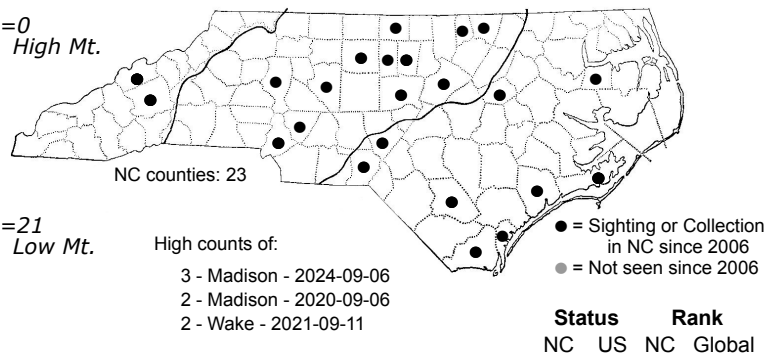 =0
High Mt.
NC counties: 23
=21
Low Mt.
High counts of:
3 - Madison - 2024-09-06
2 - Madison - 2020-09-06
2 - Wake - 2021-09-11
= Sighting or Collection
in NC since 2006
= Not seen since 2006
Status Rank
NC US NC Global